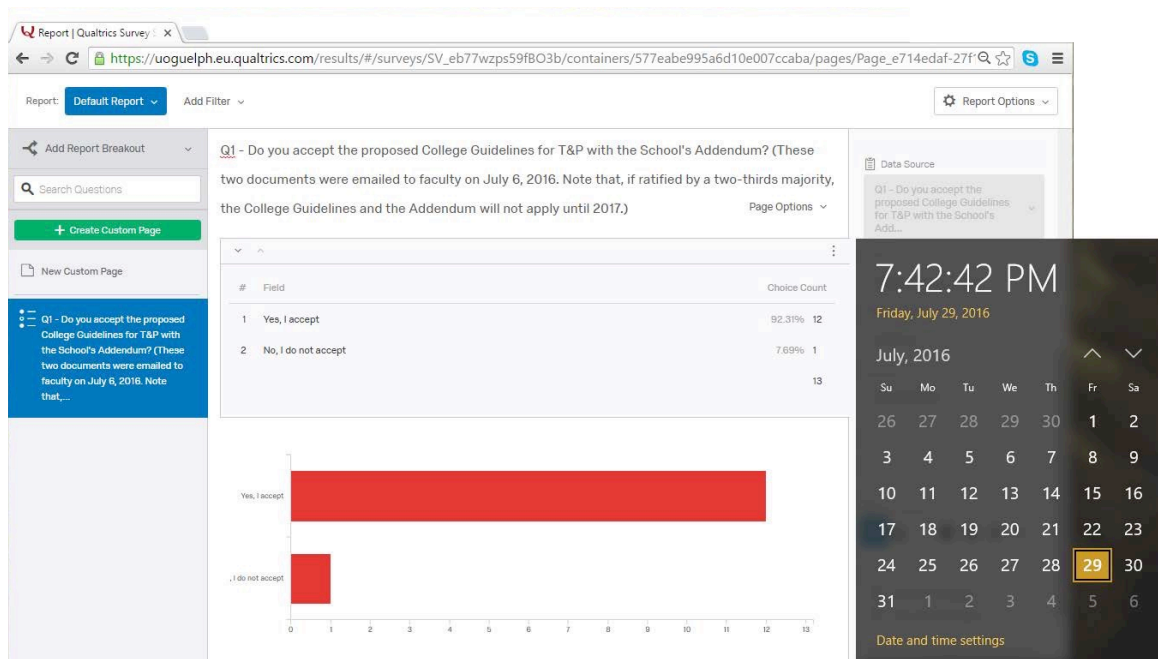 Report | Qualtrics Survey
https://uoguelph.eu.qualtrics.com/results/#/surveys/SV_eb77wzps59fBO3b/containers/577eabe995a6d10e007ccaba/pages/Page_e714edaf-27f1
Report: Default Report Add Filter Report Options
Add Report Breakout
Search Questions
+ Create Custom Page
New Custom Page
Q1 - Do you accept the proposed
College Guidelines for T&P with
the School's Addendum? (These
two documents were emailed to
faculty on July 6, 2016. Note
that,...
Q1 - Do you accept the proposed College Guidelines for T&P with the School's Addendum? (These
two documents were emailed to faculty on July 6, 2016. Note that, if ratified by a two-thirds majority,
the College Guidelines and the Addendum will not apply until 2017.)
Page Options
# Field Choice Count
1 Yes, I accept 92.31% 12
2 No, I do not accept 7.69% 1
13
Yes, I accept
, I do not accept
0 1 2 3 4 5 6 7 8 9 10 11 12 13
Data Source
Q1 - Do you accept the
proposed College Guidelines
for T&P with the School's
Add...
7:42:42 PM
Friday, July 29, 2016
July, 2016
Su Mo Tu We Th Fr Sa
26 27 28 29 30 1 2
3 4 5 6 7 8 9
10 11 12 13 14 15 16
17 18 19 20 21 22 23
24 25 26 27 28 29 30
31 1 2 3 4 5 6
Date and time settings